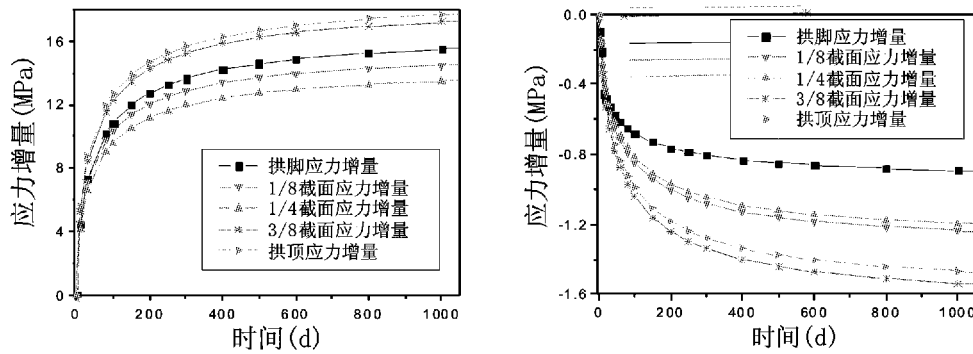 应力增量(MPa)
16
12
8
4
0
0
200
400
600
800
1000
时间(d)
拱脚应力增量
1/8截面应力增量
1/4截面应力增量
3/8截面应力增量
拱顶应力增量
应力增量(MPa)
0.0
-0.4
-0.8
-1.2
-1.6
0
200
400
600
800
1000
时间(d)
拱脚应力增量
1/8截面应力增量
1/4截面应力增量
3/8截面应力增量
拱顶应力增量